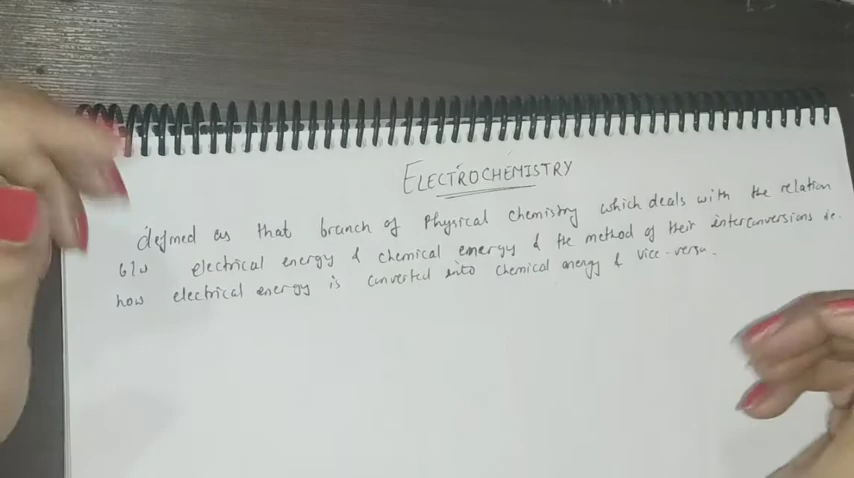 ELECTROCHEMISTRY
defined as that branch of Physical chemistry which deals with the relation
b/w electrical energy & chemical energy & the method of their interconversions i.e.
how electrical energy is converted into chemical energy & vice-versa.